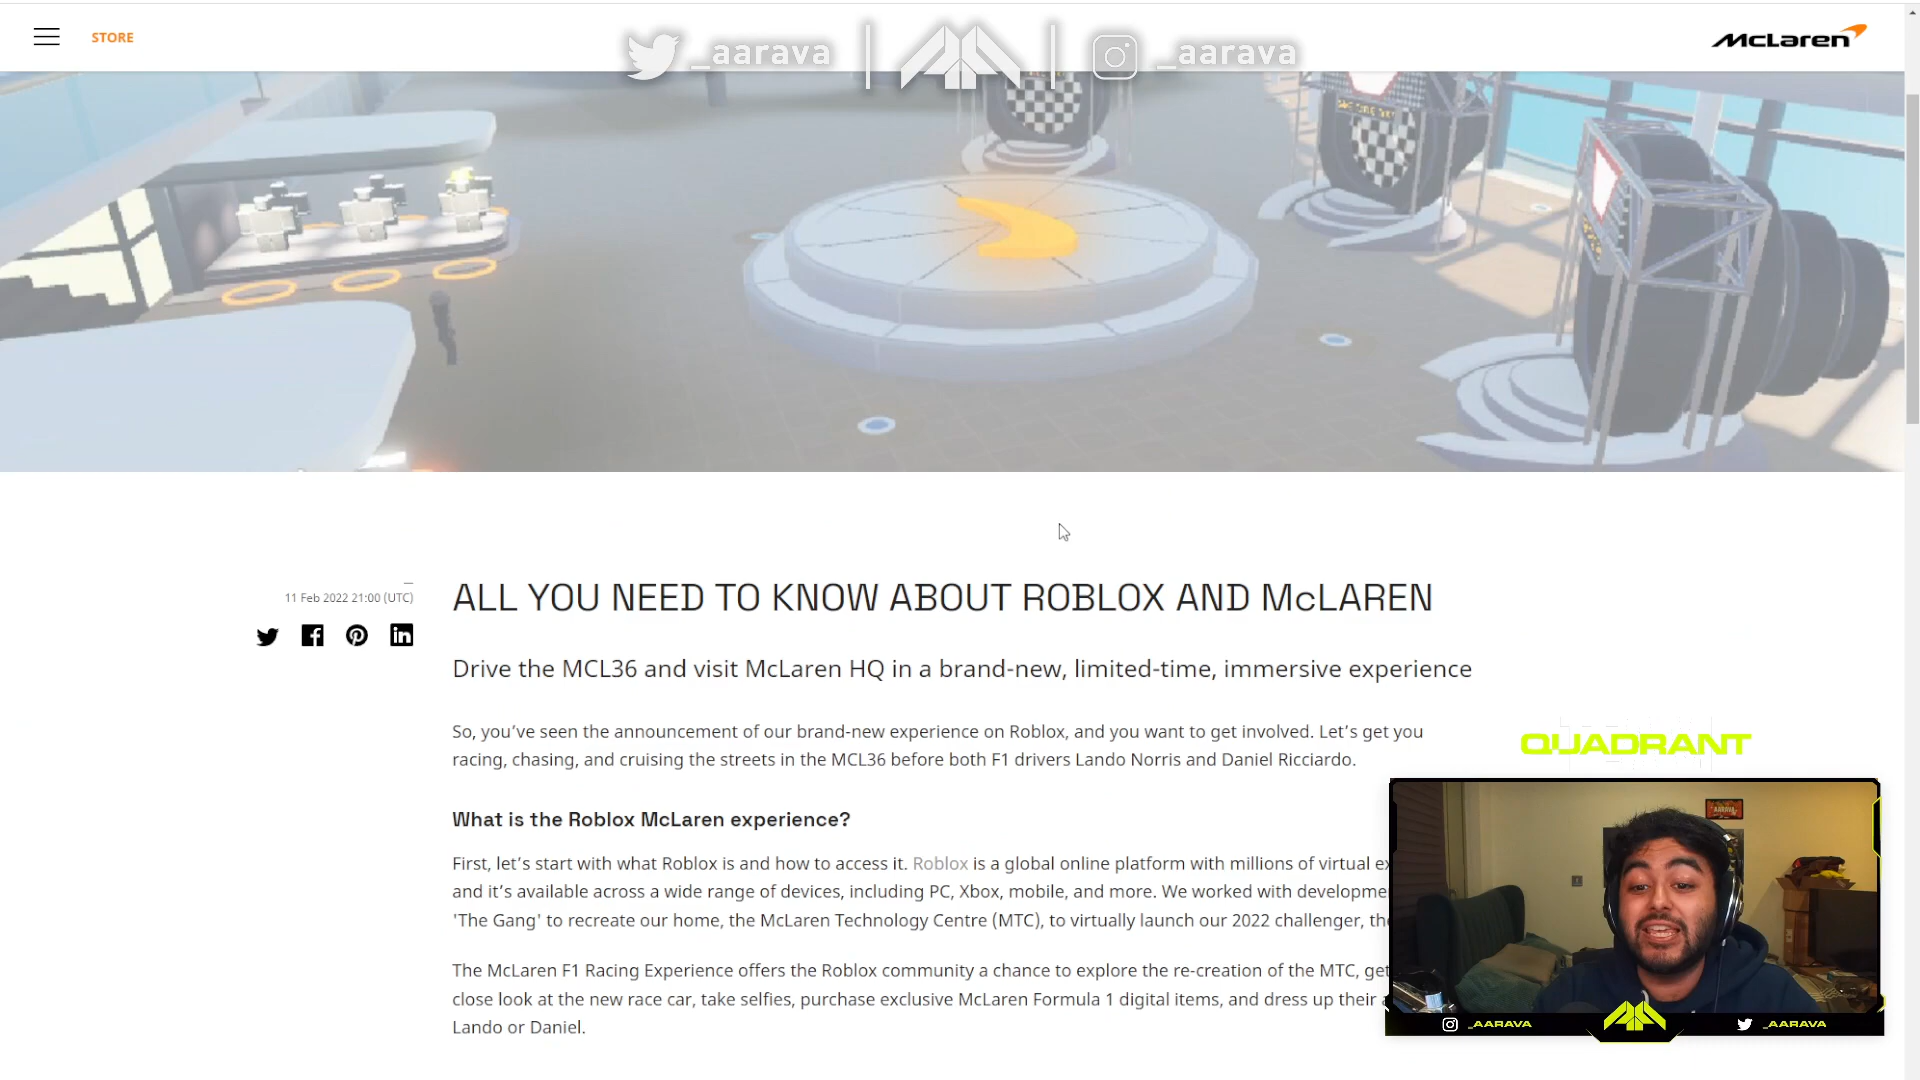 STORE
_aarava
_aarava
McLaren
11 Feb 2022 21:00 (UTC)
ALL YOU NEED TO KNOW ABOUT ROBLOX AND McLAREN
Drive the MCL36 and visit McLaren HQ in a brand-new, limited-time, immersive experience
So, you've seen the announcement of our brand-new experience on Roblox, and you want to get involved. Let's get you
racing, chasing, and cruising the streets in the MCL36 before both F1 drivers Lando Norris and Daniel Ricciardo.
What is the Roblox McLaren experience?
First, let's start with what Roblox is and how to access it. Roblox is a global online platform with millions of virtual
and it's available across a wide range of devices, including PC, Xbox, mobile, and more. We worked with
'The Gang' to recreate our home, the McLaren Technology Centre (MTC), to virtually launch our 2022 challenger,
The McLaren F1 Racing Experience offers the Roblox community a chance to explore the re-creation of the MTC,
close look at the new race car, take selfies, purchase exclusive McLaren Formula 1 digital items, and dress up their
Lando or Daniel.
QUADRANT
_AARAVA
_AARAVA